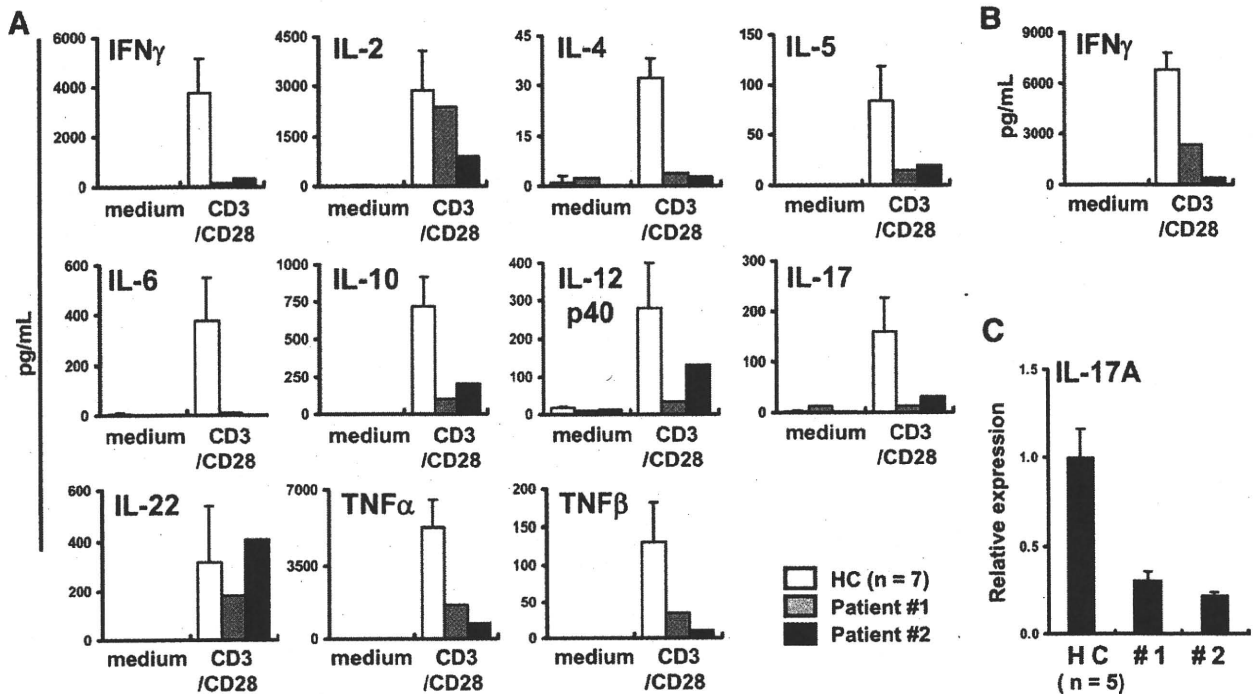 A
pg/mL
IFNγ
6000
4000
2000
0
medium
CD3
/CD28
IL-2
4500
3000
1500
0
medium
CD3
/CD28
IL-4
45
30
15
0
medium
CD3
/CD28
IL-5
150
100
50
0
medium
CD3
/CD28
IL-6
600
400
200
0
medium
CD3
/CD28
IL-10
1000
750
500
250
0
medium
CD3
/CD28
IL-12
p40
400
300
200
100
0
medium
CD3
/CD28
IL-17
300
200
100
0
medium
CD3
/CD28
IL-22
600
400
200
0
medium
CD3
/CD28
TNFα
7000
3500
0
medium
CD3
/CD28
TNFβ
200
150
100
50
0
medium
CD3
/CD28
HC (n = 7)
Patient #1
Patient #2
B
IFNγ
pg/mL
9000
6000
3000
0
medium
CD3
/CD28
C
IL-17A
Relative expression
1.5
1.0
0.5
0.0
H C
# 1
# 2
( n = 5)